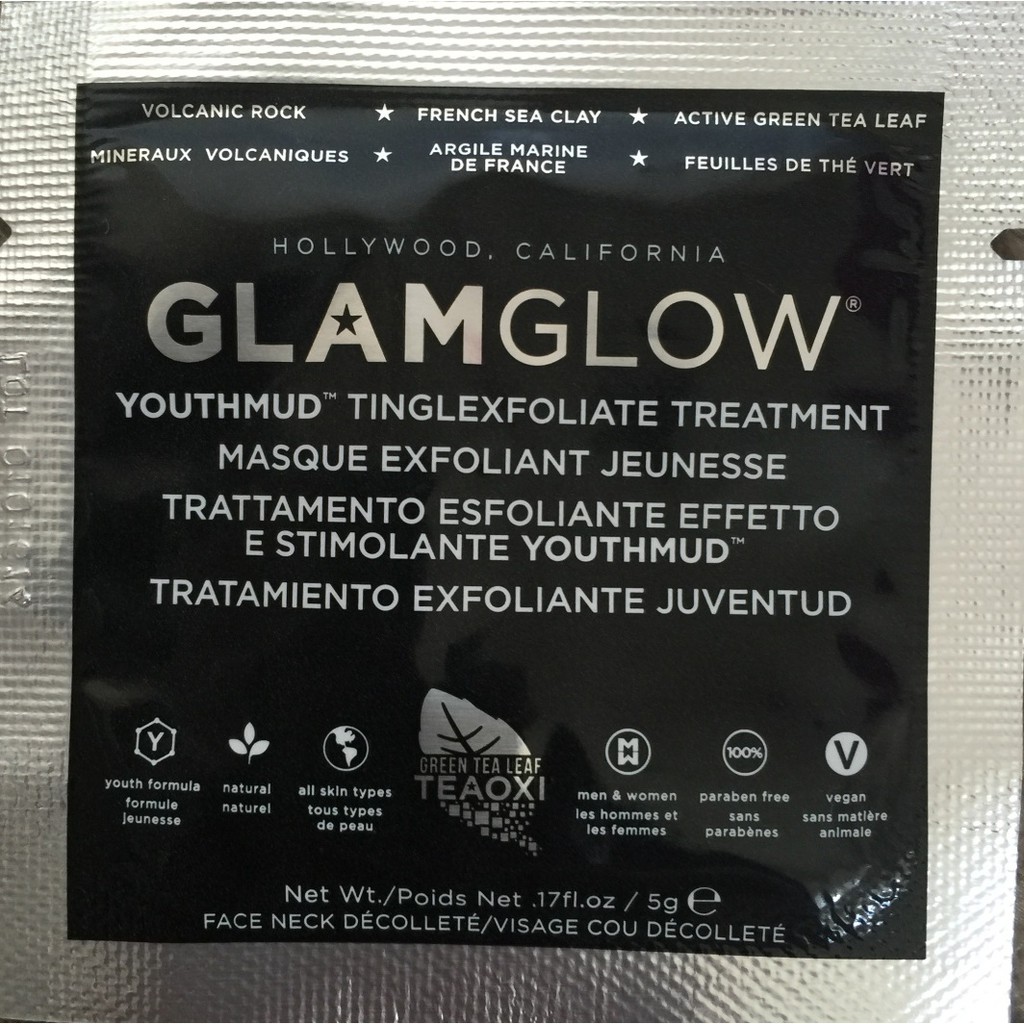 VOLCANIC ROCK ★ FRENCH SEA CLAY ★ ACTIVE GREEN TEA LEAF
MINERAUX VOLCANIQUES ★ ARGILE MARINE DE FRANCE ★ FEUILLES DE THÉ VERT
HOLLYWOOD, CALIFORNIA
GLAMGLOW®
YOUTHMUD™ TINGLEXFOLIATE TREATMENT
MASQUE EXFOLIANT JEUNESSE
TRATTAMENTO ESFOLIANTE EFFETTO
E STIMOLANTE YOUTHMUD™
TRATAMIENTO EXFOLIANTE JUVENTUD
Y
youth formula
formule
jeunesse
natural
naturel
all skin types
tous types
de peau
GREEN TEA LEAF
TEAOXI
MW
men & women
les hommes et
les femmes
100%
paraben free
sans
parabènes
V
vegan
sans matière
animale
Net Wt./Poids Net .17fl.oz / 5g ℮
FACE NECK DÉCOLLETÉ/VISAGE COU DÉCOLLETÉ